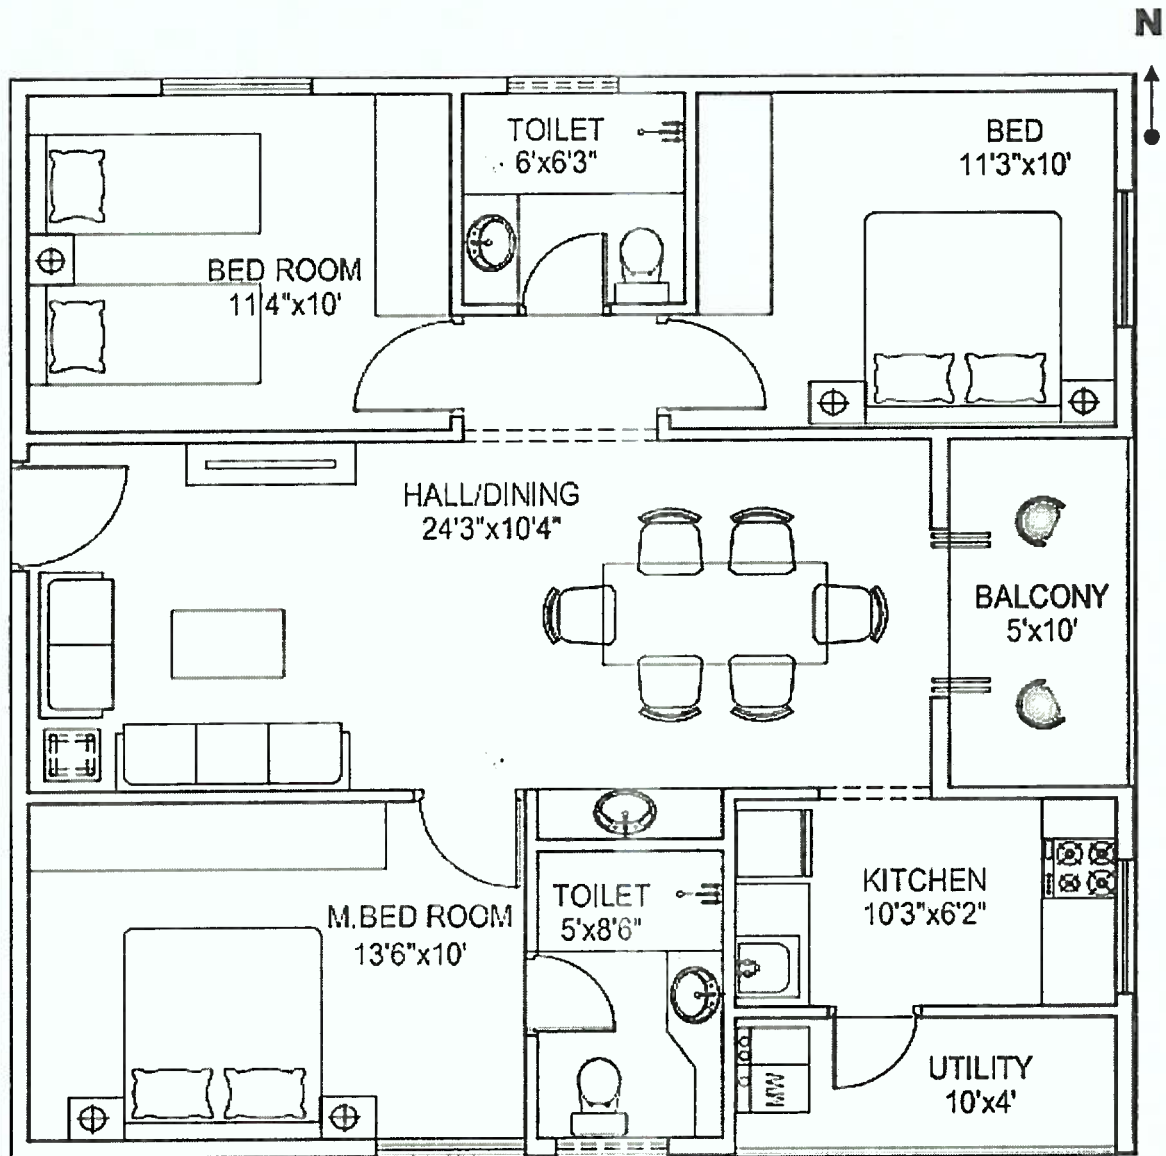 N
TOILET
6'x6'3"
BED
11'3"x10'
BED ROOM
11'4"x10'
HALL/DINING
24'3"x10'4"
BALCONY
5'x10'
KITCHEN
10'3"x6'2"
TOILET
5'x8'6"
M.BED ROOM
13'6"x10'
UTILITY
10'x4'
MW